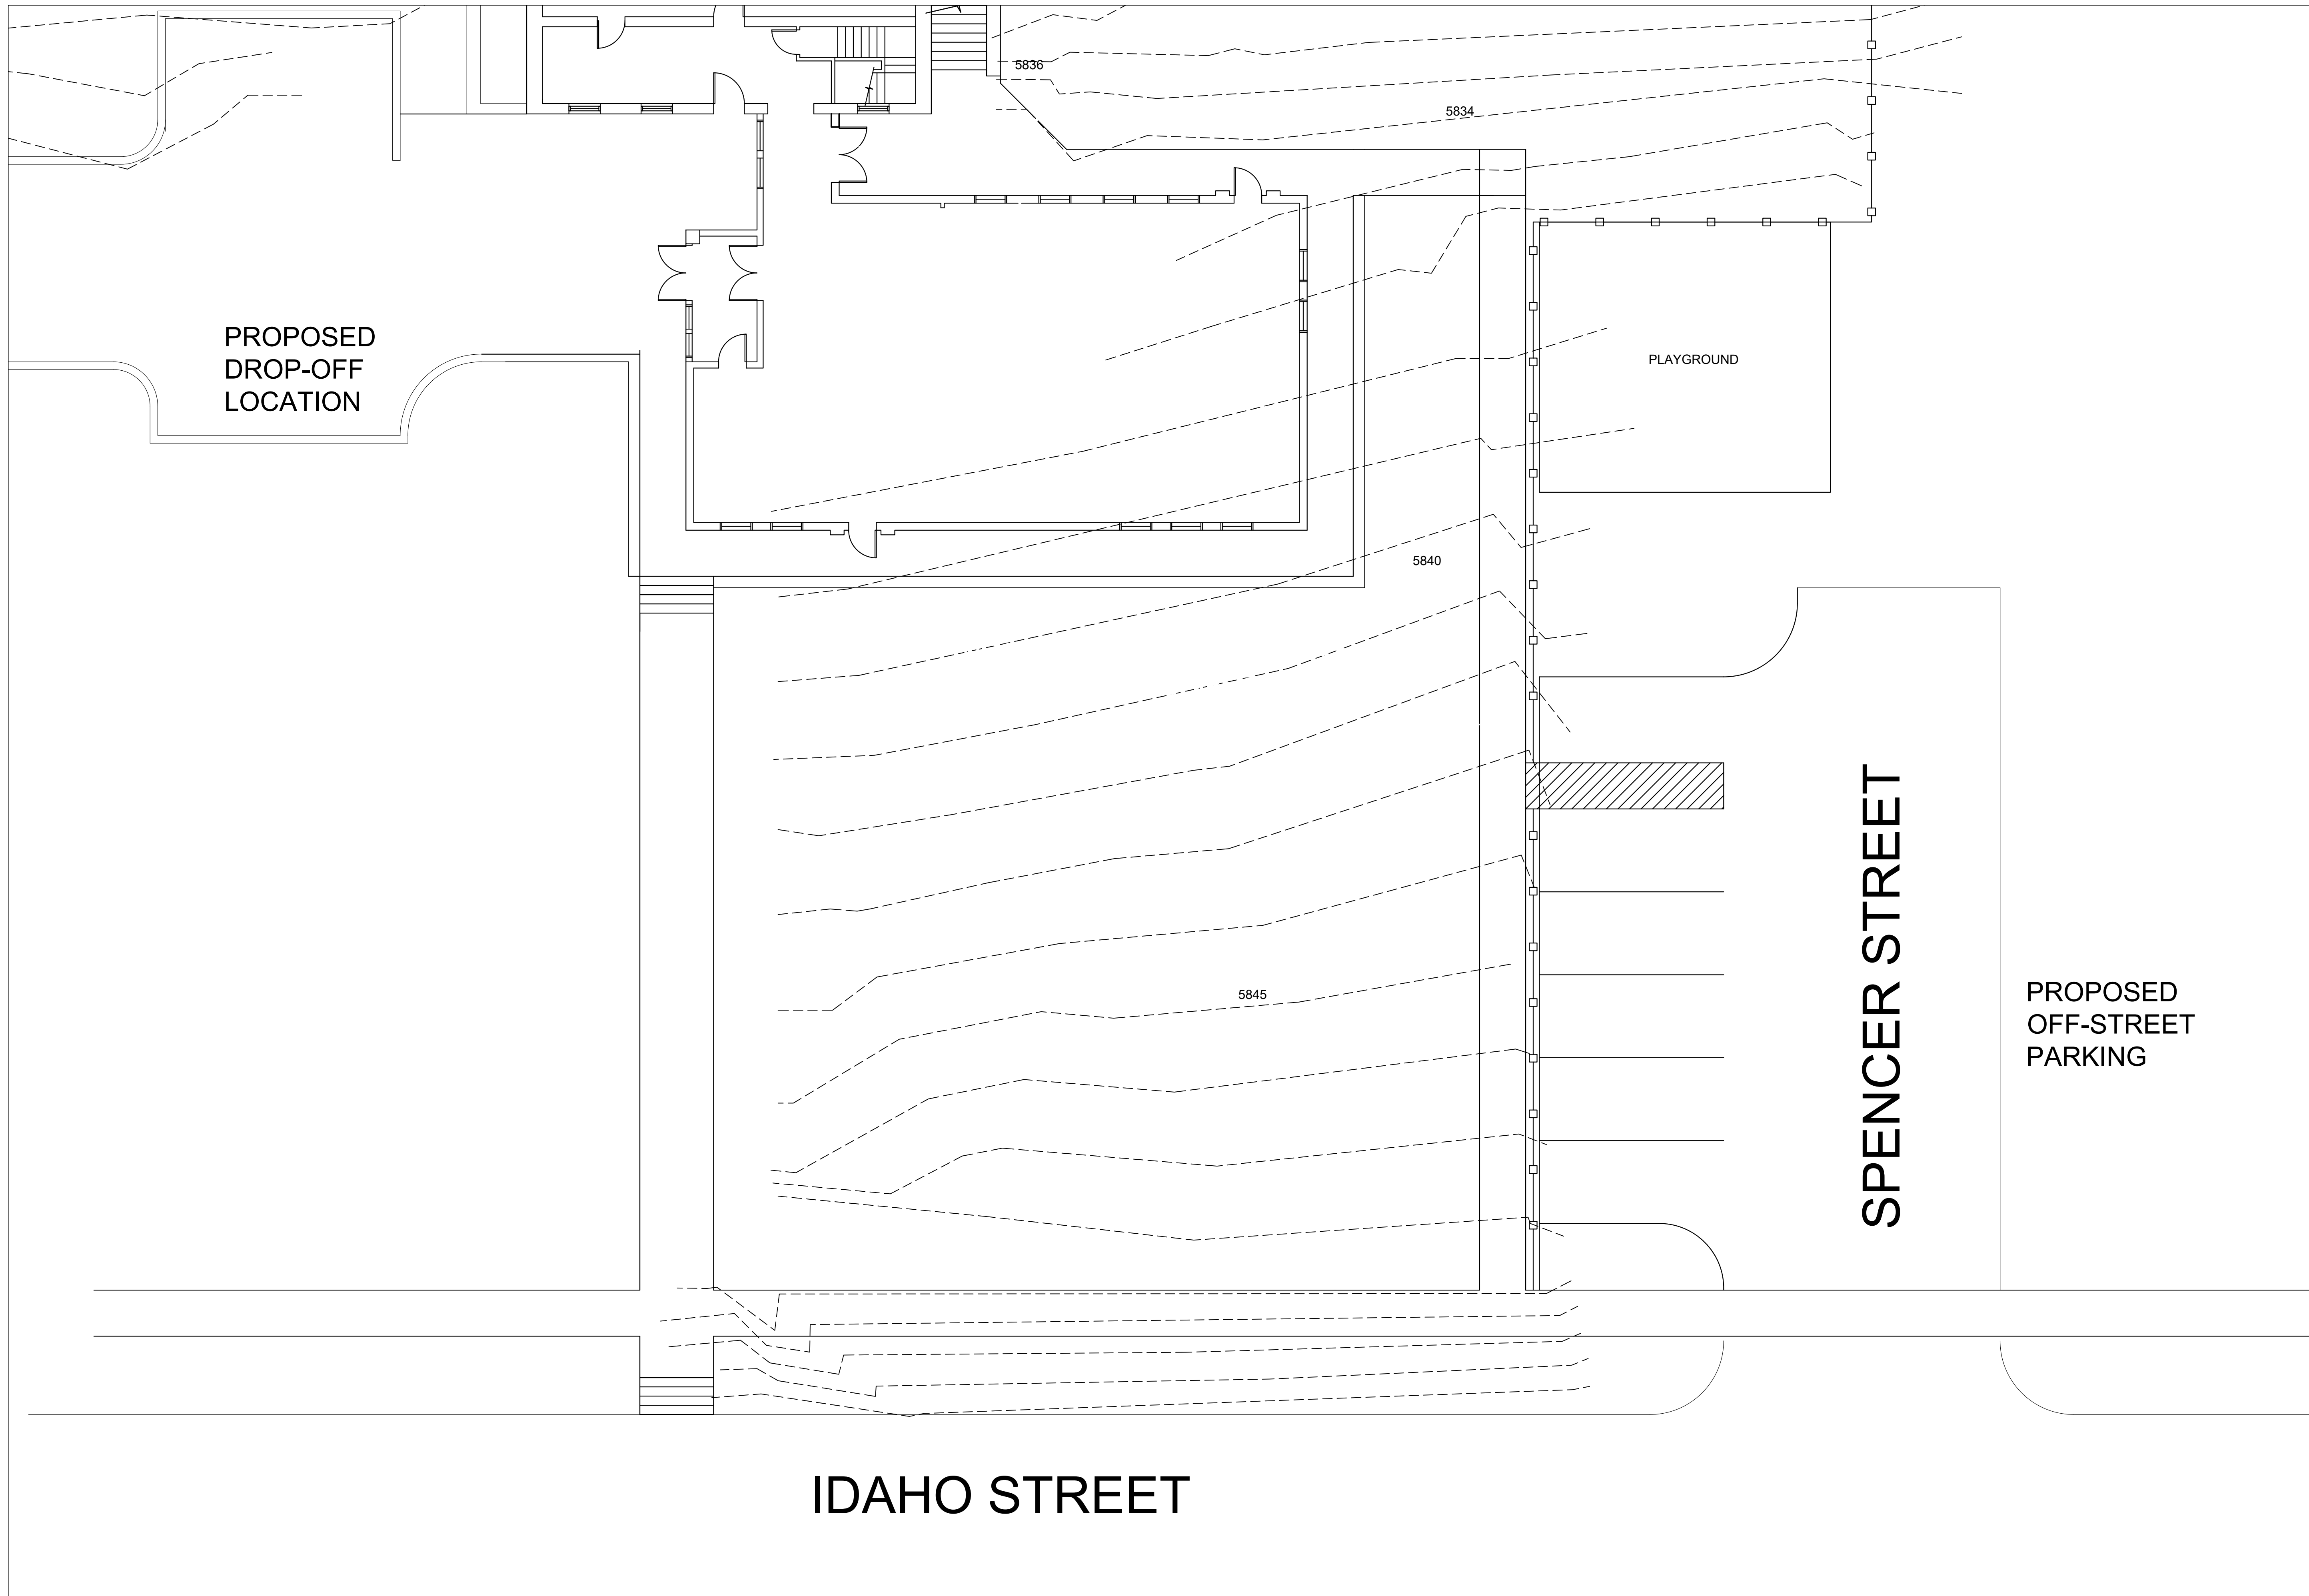 5836
5834
PROPOSED
DROP-OFF
LOCATION
PLAYGROUND
5840
SPENCER STREET
5845
PROPOSED
OFF-STREET
PARKING
IDAHO STREET